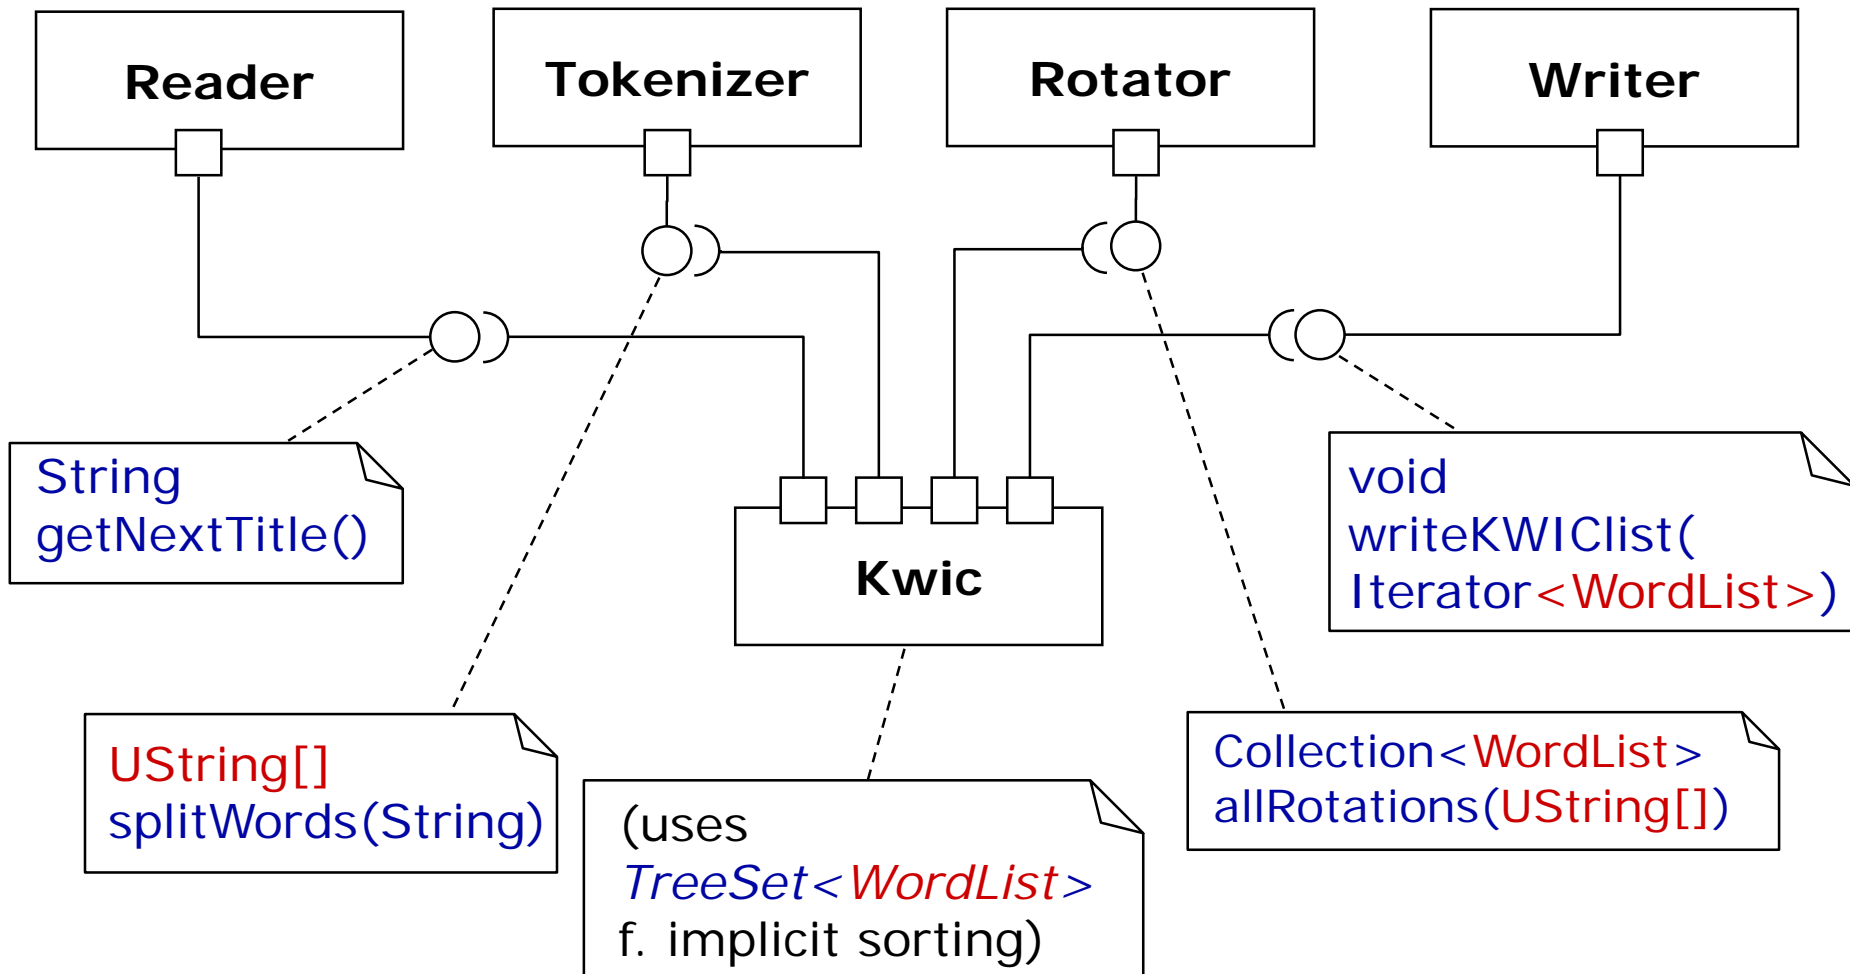 Reader
Tokenizer
Rotator
Writer
String
getNextTitle()
void
writeKWIClist(
Iterator<WordList>)
Kwic
UString[]
splitWords(String)
(uses
TreeSet<WordList>
f. implicit sorting)
Collection<WordList>
allRotations(UString[])